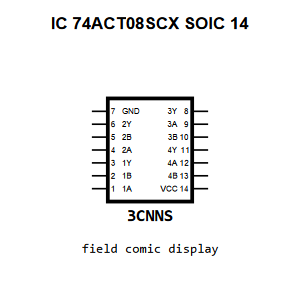 IC 74ACT08SCX SOIC 14
7 GND 3Y 8
6 2Y 3A 9
5 2B 3B 10
4 2A 4Y 11
3 1Y 4A 12
2 1B 4B 13
1 1A VCC 14
3CNNS
field comic display